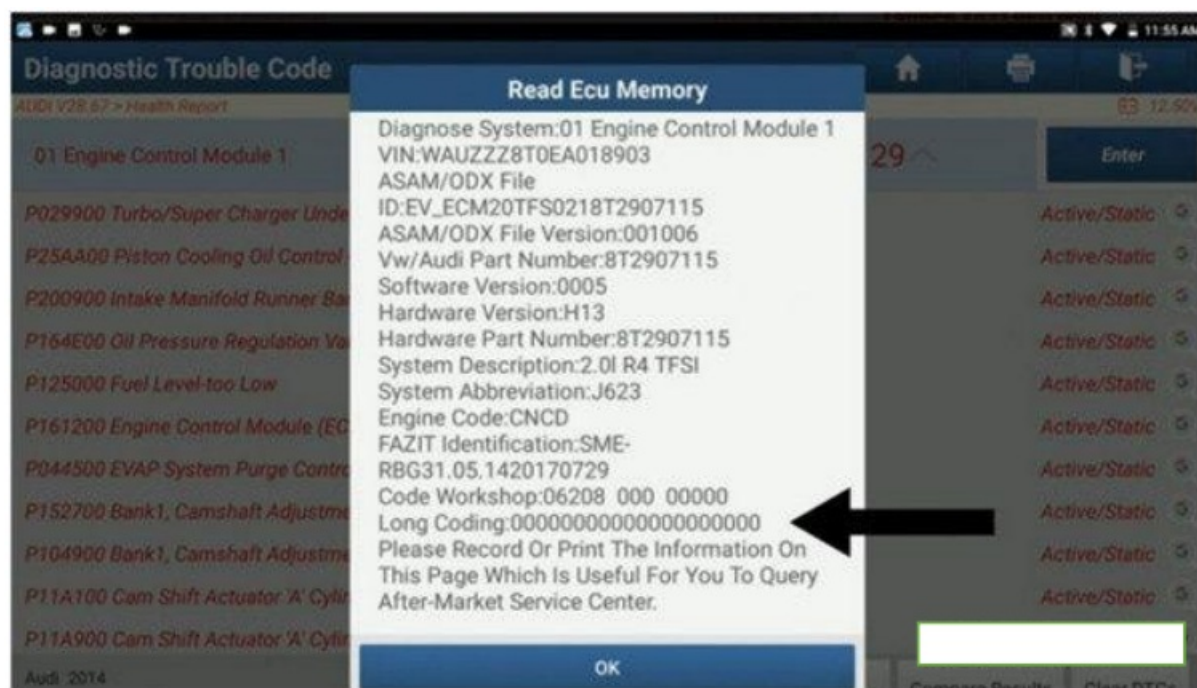 11:55 AM
Diagnostic Trouble Code
AUDI V28.67 > Health Report
Read Ecu Memory
01 Engine Control Module 1
29
Enter
Diagnose System:01 Engine Control Module 1
VIN:WAUZZZ8T0EA018903
ASAM/ODX File
ID:EV_ECM20TFS0218T2907115
ASAM/ODX File Version:001006
Vw/Audi Part Number:8T2907115
Software Version:0005
Hardware Version:H13
Hardware Part Number:8T2907115
System Description:2.0l R4 TFSI
System Abbreviation:J623
Engine Code:CNCD
FAZIT Identification:SME-
RBG31.05.1420170729
Code Workshop:06208 000 00000
Long Coding:00000000000000000000
Please Record Or Print The Information On
This Page Which Is Useful For You To Query
After-Market Service Center.
OK
P029900 Turbo/Super Charger Unde
Active/Static
P25AA00 Piston Cooling Oil Control
Active/Static
P200900 Intake Manifold Runner Ba
Active/Static
P164E00 Oil Pressure Regulation Va
Active/Static
P125000 Fuel Level-too Low
Active/Static
P161200 Engine Control Module (EC
Active/Static
P044500 EVAP System Purge Contr
Active/Static
P152700 Bank1, Camshaft Adjustme
Active/Static
P104900 Bank1, Camshaft Adjustme
Active/Static
P11A100 Cam Shift Actuator 'A' Cylin
Active/Static
P11A900 Cam Shift Actuator 'A' Cylin
Audi 2014
Compare Results
Clear DTCs